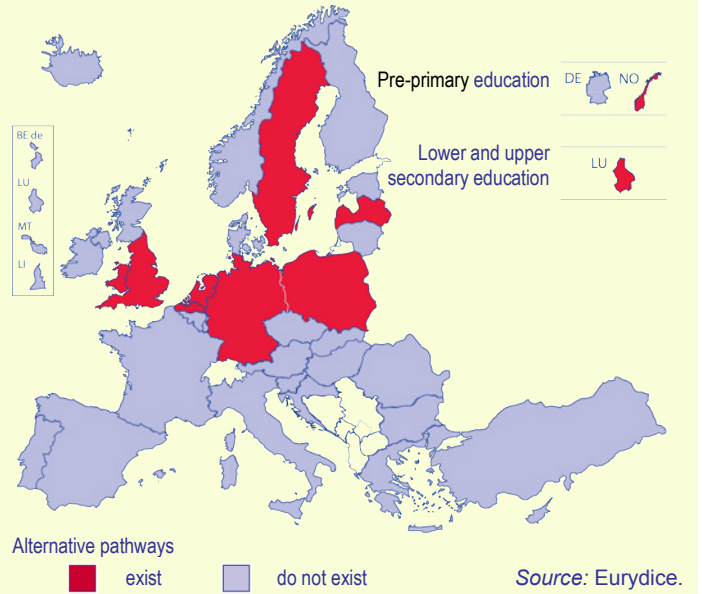 Pre-primary education
DE
NO
Lower and upper
secondary education
LU
BE de
LU
MT
LI
Alternative pathways
exist
do not exist
Source: Eurydice.